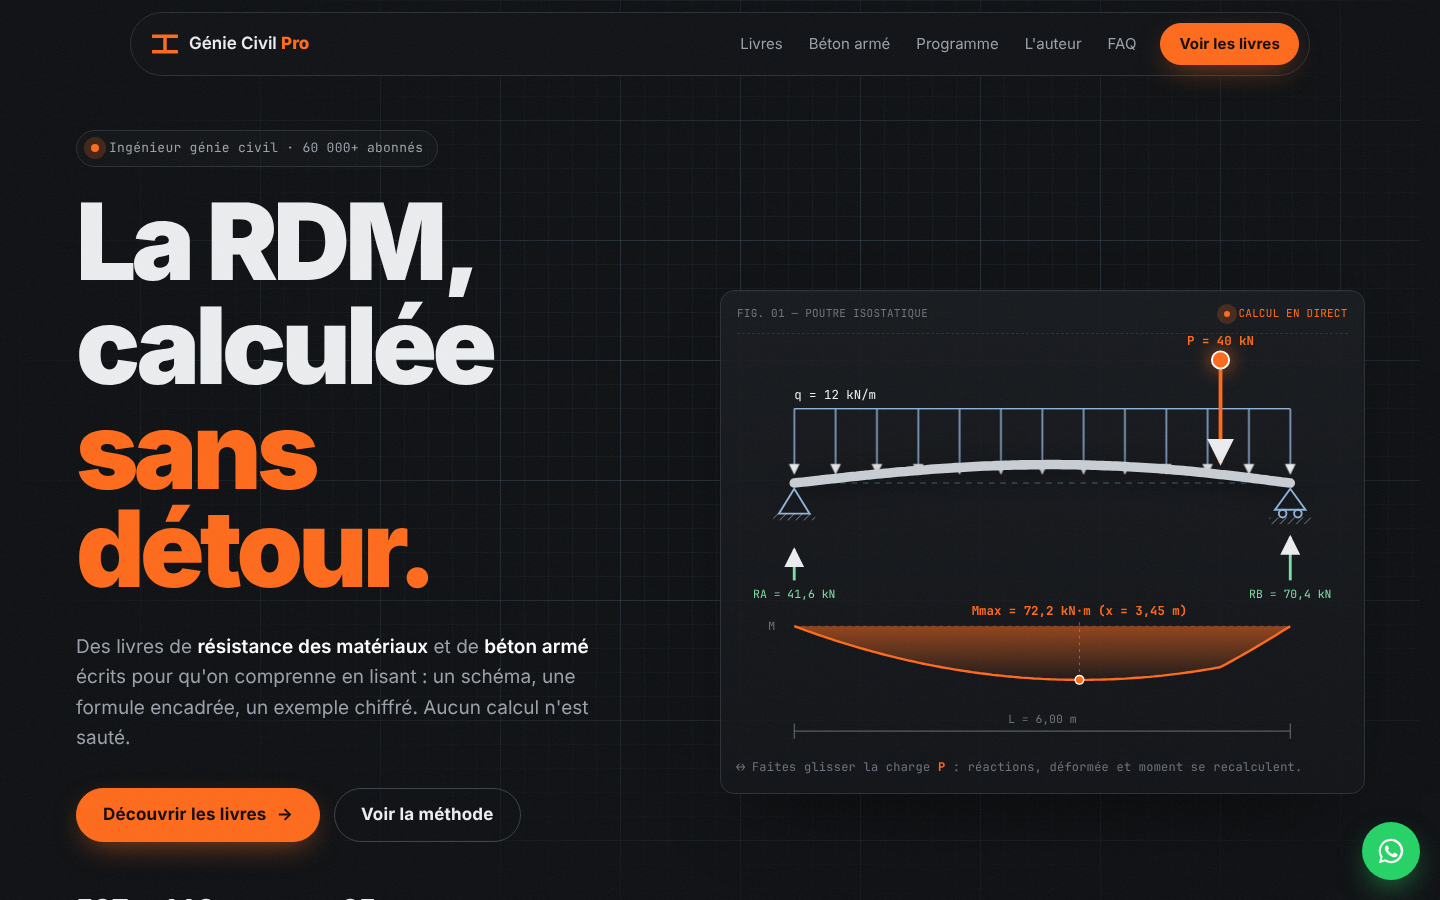 Génie Civil Pro
Livres
Béton armé
Programme
L'auteur
FAQ
Voir les livres
Ingénieur génie civil · 60 000+ abonnés
La RDM,
calculée
sans
détour.
Des livres de résistance des matériaux et de béton armé
écrits pour qu'on comprenne en lisant : un schéma, une
formule encadrée, un exemple chiffré. Aucun calcul n'est
sauté.
Découvrir les livres →
Voir la méthode
FIG. 01 — POUTRE ISOSTATIQUE
CALCUL EN DIRECT
P = 40 kN
q = 12 kN/m
RA = 41,6 kN
RB = 70,4 kN
Mmax = 72,2 kN·m (x = 3,45 m)
M
L = 6,00 m
↔ Faites glisser la charge P : réactions, déformée et moment se recalculent.